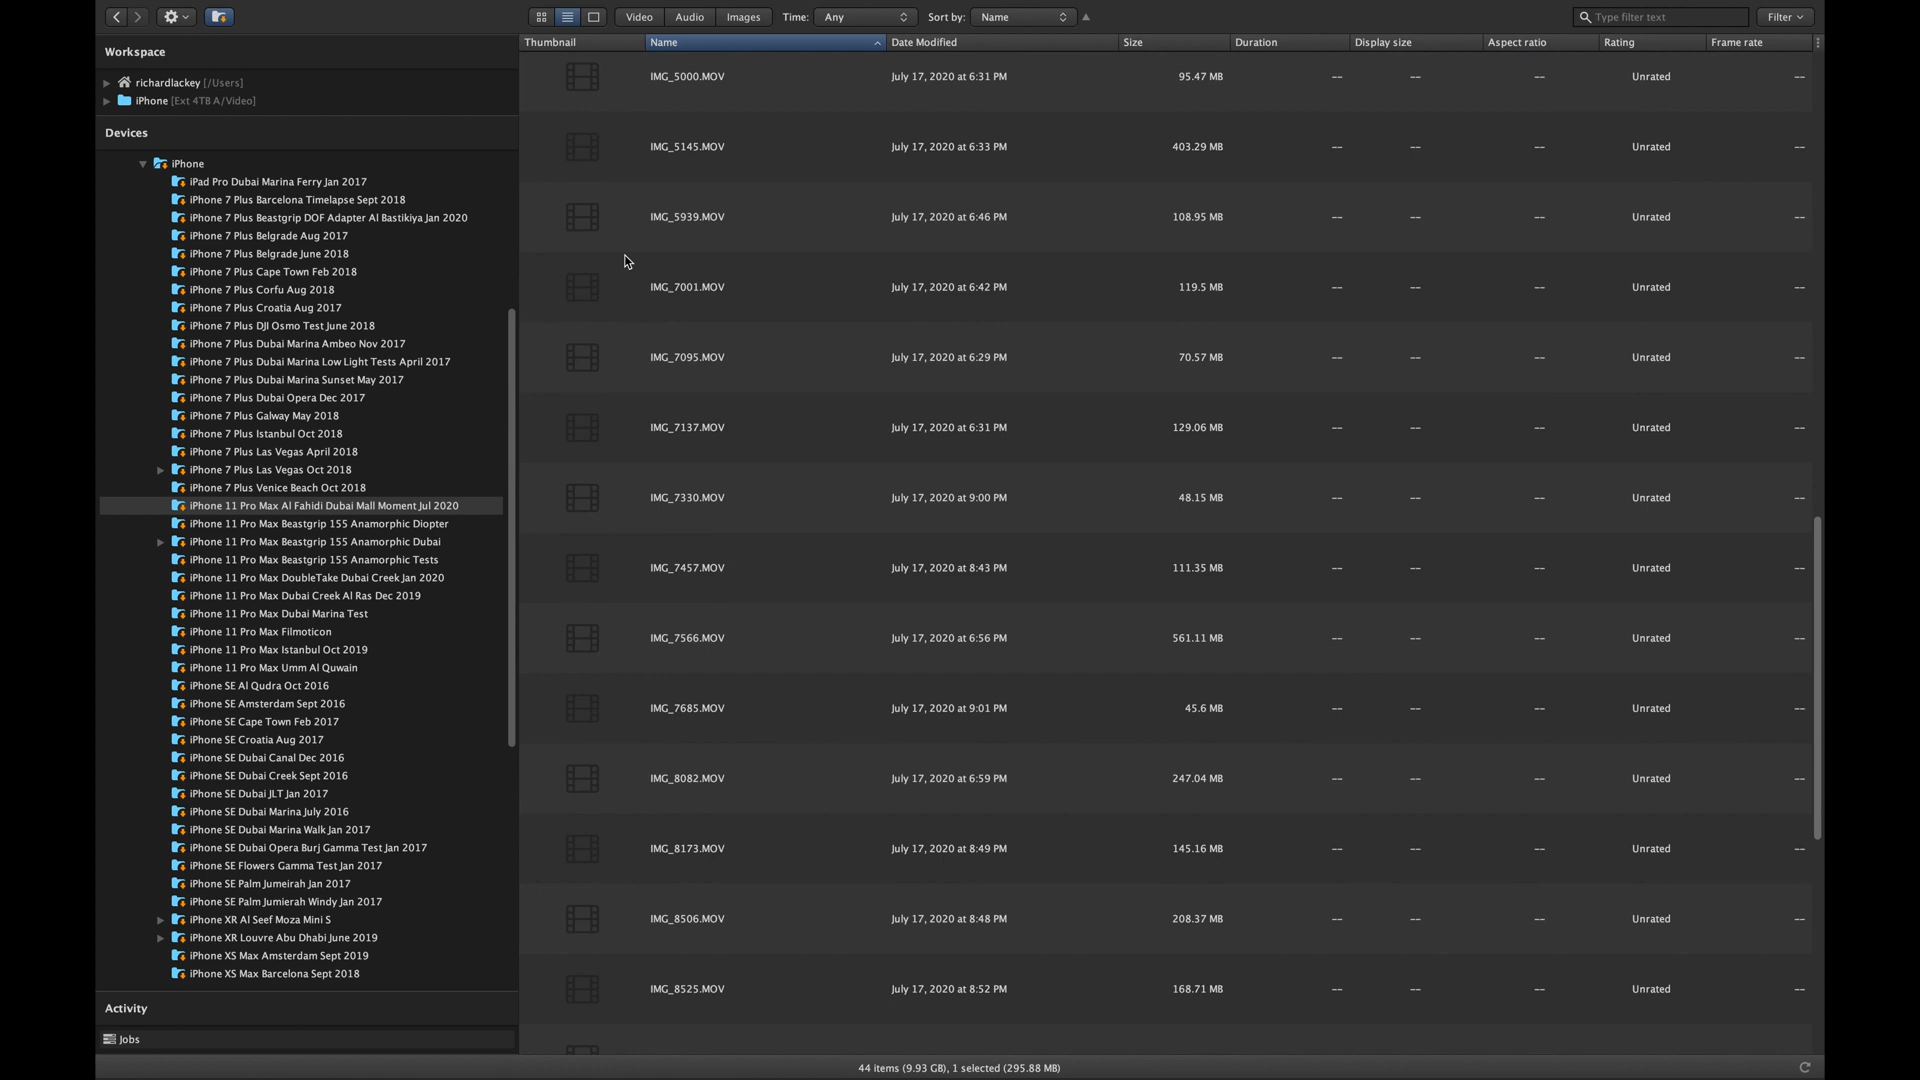 Video Audio Images Time: Any Sort by: Name Type filter text Filter
Workspace
richardlackey [/Users]
iPhone [Ext 4TB A/Video]
Devices
iPhone
iPad Pro Dubai Marina Ferry Jan 2017
iPhone 7 Plus Barcelona Timelapse Sept 2018
iPhone 7 Plus Beastgrip DOF Adapter Al Bastikiya Jan 2020
iPhone 7 Plus Belgrade Aug 2017
iPhone 7 Plus Belgrade June 2018
iPhone 7 Plus Cape Town Feb 2018
iPhone 7 Plus Corfu Aug 2018
iPhone 7 Plus Croatia Aug 2017
iPhone 7 Plus DJI Osmo Test June 2018
iPhone 7 Plus Dubai Marina Ambeo Nov 2017
iPhone 7 Plus Dubai Marina Low Light Tests April 2017
iPhone 7 Plus Dubai Marina Sunset May 2017
iPhone 7 Plus Dubai Opera Dec 2017
iPhone 7 Plus Galway May 2018
iPhone 7 Plus Istanbul Oct 2018
iPhone 7 Plus Las Vegas April 2018
iPhone 7 Plus Las Vegas Oct 2018
iPhone 7 Plus Venice Beach Oct 2018
iPhone 11 Pro Max Al Fahidi Dubai Mall Moment Jul 2020
iPhone 11 Pro Max Beastgrip 155 Anamorphic Diopter
iPhone 11 Pro Max Beastgrip 155 Anamorphic Dubai
iPhone 11 Pro Max Beastgrip 155 Anamorphic Tests
iPhone 11 Pro Max DoubleTake Dubai Creek Jan 2020
iPhone 11 Pro Max Dubai Creek Al Ras Dec 2019
iPhone 11 Pro Max Dubai Marina Test
iPhone 11 Pro Max Filmoticon
iPhone 11 Pro Max Istanbul Oct 2019
iPhone 11 Pro Max Umm Al Quwain
iPhone SE Al Qudra Oct 2016
iPhone SE Amsterdam Sept 2016
iPhone SE Cape Town Feb 2017
iPhone SE Croatia Aug 2017
iPhone SE Dubai Canal Dec 2016
iPhone SE Dubai Creek Sept 2016
iPhone SE Dubai JLT Jan 2017
iPhone SE Dubai Marina July 2016
iPhone SE Dubai Marina Walk Jan 2017
iPhone SE Dubai Opera Burj Gamma Test Jan 2017
iPhone SE Flowers Gamma Test Jan 2017
iPhone SE Palm Jumeirah Jan 2017
iPhone SE Palm Jumierah Windy Jan 2017
iPhone XR Al Seef Moza Mini S
iPhone XR Louvre Abu Dhabi June 2019
iPhone XS Max Amsterdam Sept 2019
iPhone XS Max Barcelona Sept 2018
Activity
Jobs
Thumbnail Name Date Modified Size Duration Display size Aspect ratio Rating Frame rate
IMG_5000.MOV July 17, 2020 at 6:31 PM 95.47 MB -- -- -- Unrated --
IMG_5145.MOV July 17, 2020 at 6:33 PM 403.29 MB -- -- -- Unrated --
IMG_5939.MOV July 17, 2020 at 6:46 PM 108.95 MB -- -- -- Unrated --
IMG_7001.MOV July 17, 2020 at 6:42 PM 119.5 MB -- -- -- Unrated --
IMG_7095.MOV July 17, 2020 at 6:29 PM 70.57 MB -- -- -- Unrated --
IMG_7137.MOV July 17, 2020 at 6:31 PM 129.06 MB -- -- -- Unrated --
IMG_7330.MOV July 17, 2020 at 9:00 PM 48.15 MB -- -- -- Unrated --
IMG_7457.MOV July 17, 2020 at 8:43 PM 111.35 MB -- -- -- Unrated --
IMG_7566.MOV July 17, 2020 at 6:56 PM 561.11 MB -- -- -- Unrated --
IMG_7685.MOV July 17, 2020 at 9:01 PM 45.6 MB -- -- -- Unrated --
IMG_8082.MOV July 17, 2020 at 6:59 PM 247.04 MB -- -- -- Unrated --
IMG_8173.MOV July 17, 2020 at 8:49 PM 145.16 MB -- -- -- Unrated --
IMG_8506.MOV July 17, 2020 at 8:48 PM 208.37 MB -- -- -- Unrated --
IMG_8525.MOV July 17, 2020 at 8:52 PM 168.71 MB -- -- -- Unrated --
44 items (9.93 GB), 1 selected (295.88 MB)